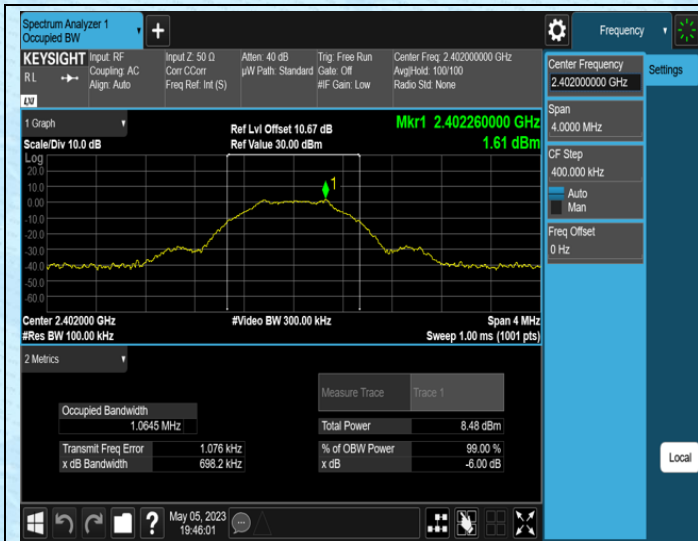 Spectrum Analyzer 1
Occupied BW
+
Frequency
KEYSIGHT
R L
LXI
Input: RF
Coupling: AC
Align: Auto
Input Z: 50 Ω
Corr CCorr
Freq Ref: Int (S)
Atten: 40 dB
µW Path: Standard
Trig: Free Run
Gate: Off
#IF Gain: Low
Center Freq: 2.402000000 GHz
Avg|Hold: 100/100
Radio Std: None
Center Frequency
2.402000000 GHz
Settings
Span
4.0000 MHz
CF Step
400.000 kHz
Auto
Man
Freq Offset
0 Hz
Local
1 Graph
Scale/Div 10.0 dB
Ref Lvl Offset 10.67 dB
Ref Value 30.00 dBm
Mkr1 2.402260000 GHz
1.61 dBm
Log
20.0
10.0
0.00
-10.0
-20.0
-30.0
-40.0
-50.0
-60.0
1
Center 2.402000 GHz
#Res BW 100.00 kHz
#Video BW 300.00 kHz
Span 4 MHz
Sweep 1.00 ms (1001 pts)
2 Metrics
Measure Trace
Trace 1
Occupied Bandwidth
1.0645 MHz
Total Power
8.48 dBm
Transmit Freq Error
1.076 kHz
% of OBW Power
99.00 %
x dB Bandwidth
698.2 kHz
x dB
-6.00 dB
?
May 05, 2023
19:46:01